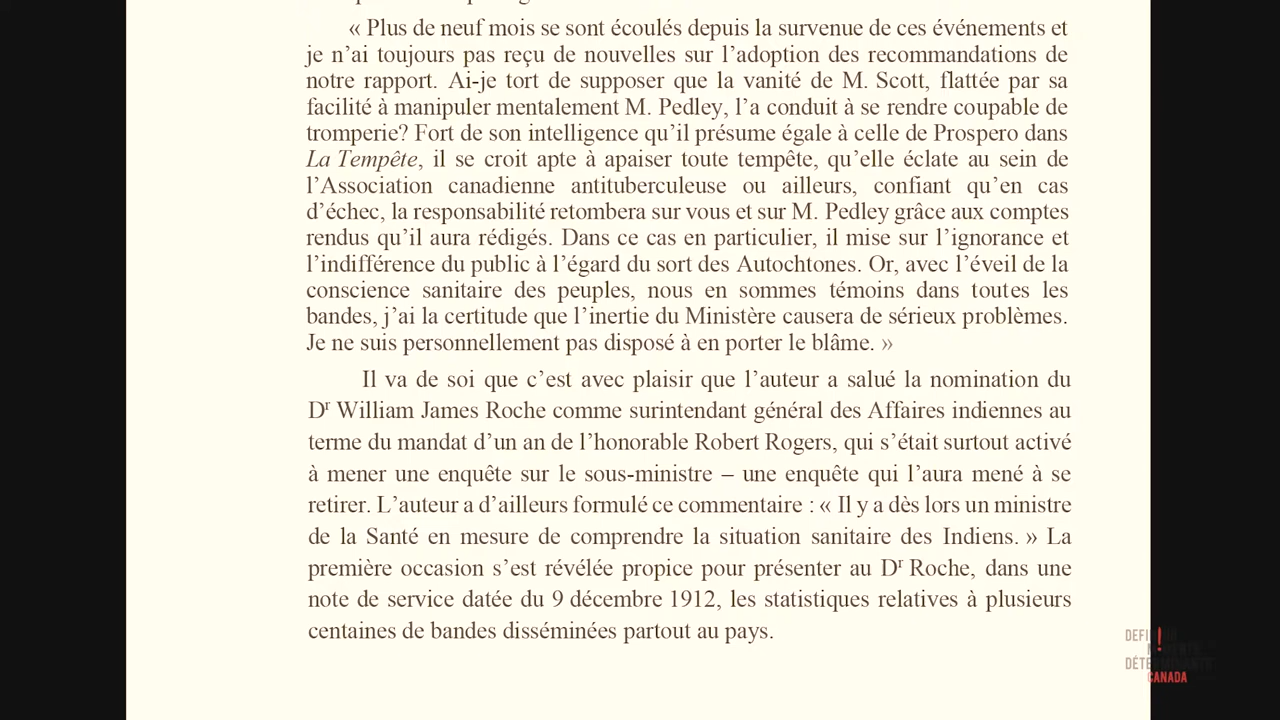 « Plus de neuf mois se sont écoulés depuis la survenue de ces événements et
je n’ai toujours pas reçu de nouvelles sur l’adoption des recommandations de
notre rapport. Ai-je tort de supposer que la vanité de M. Scott, flattée par sa
facilité à manipuler mentalement M. Pedley, l’a conduit à se rendre coupable de
tromperie? Fort de son intelligence qu’il présume égale à celle de Prospero dans
La Tempête, il se croit apte à apaiser toute tempête, qu’elle éclate au sein de
l’Association canadienne antituberculeuse ou ailleurs, confiant qu’en cas
d’échec, la responsabilité retombera sur vous et sur M. Pedley grâce aux comptes
rendus qu’il aura rédigés. Dans ce cas en particulier, il mise sur l’ignorance et
l’indifférence du public à l’égard du sort des Autochtones. Or, avec l’éveil de la
conscience sanitaire des peuples, nous en sommes témoins dans toutes les
bandes, j’ai la certitude que l’inertie du Ministère causera de sérieux problèmes.
Je ne suis personnellement pas disposé à en porter le blâme. »
Il va de soi que c’est avec plaisir que l’auteur a salué la nomination du
Dr William James Roche comme surintendant général des Affaires indiennes au
terme du mandat d’un an de l’honorable Robert Rogers, qui s’était surtout activé
à mener une enquête sur le sous-ministre – une enquête qui l’aura mené à se
retirer. L’auteur a d’ailleurs formulé ce commentaire : « Il y a dès lors un ministre
de la Santé en mesure de comprendre la situation sanitaire des Indiens. » La
première occasion s’est révélée propice pour présenter au Dr Roche, dans une
note de service datée du 9 décembre 1912, les statistiques relatives à plusieurs
centaines de bandes disséminées partout au pays.
CANADA